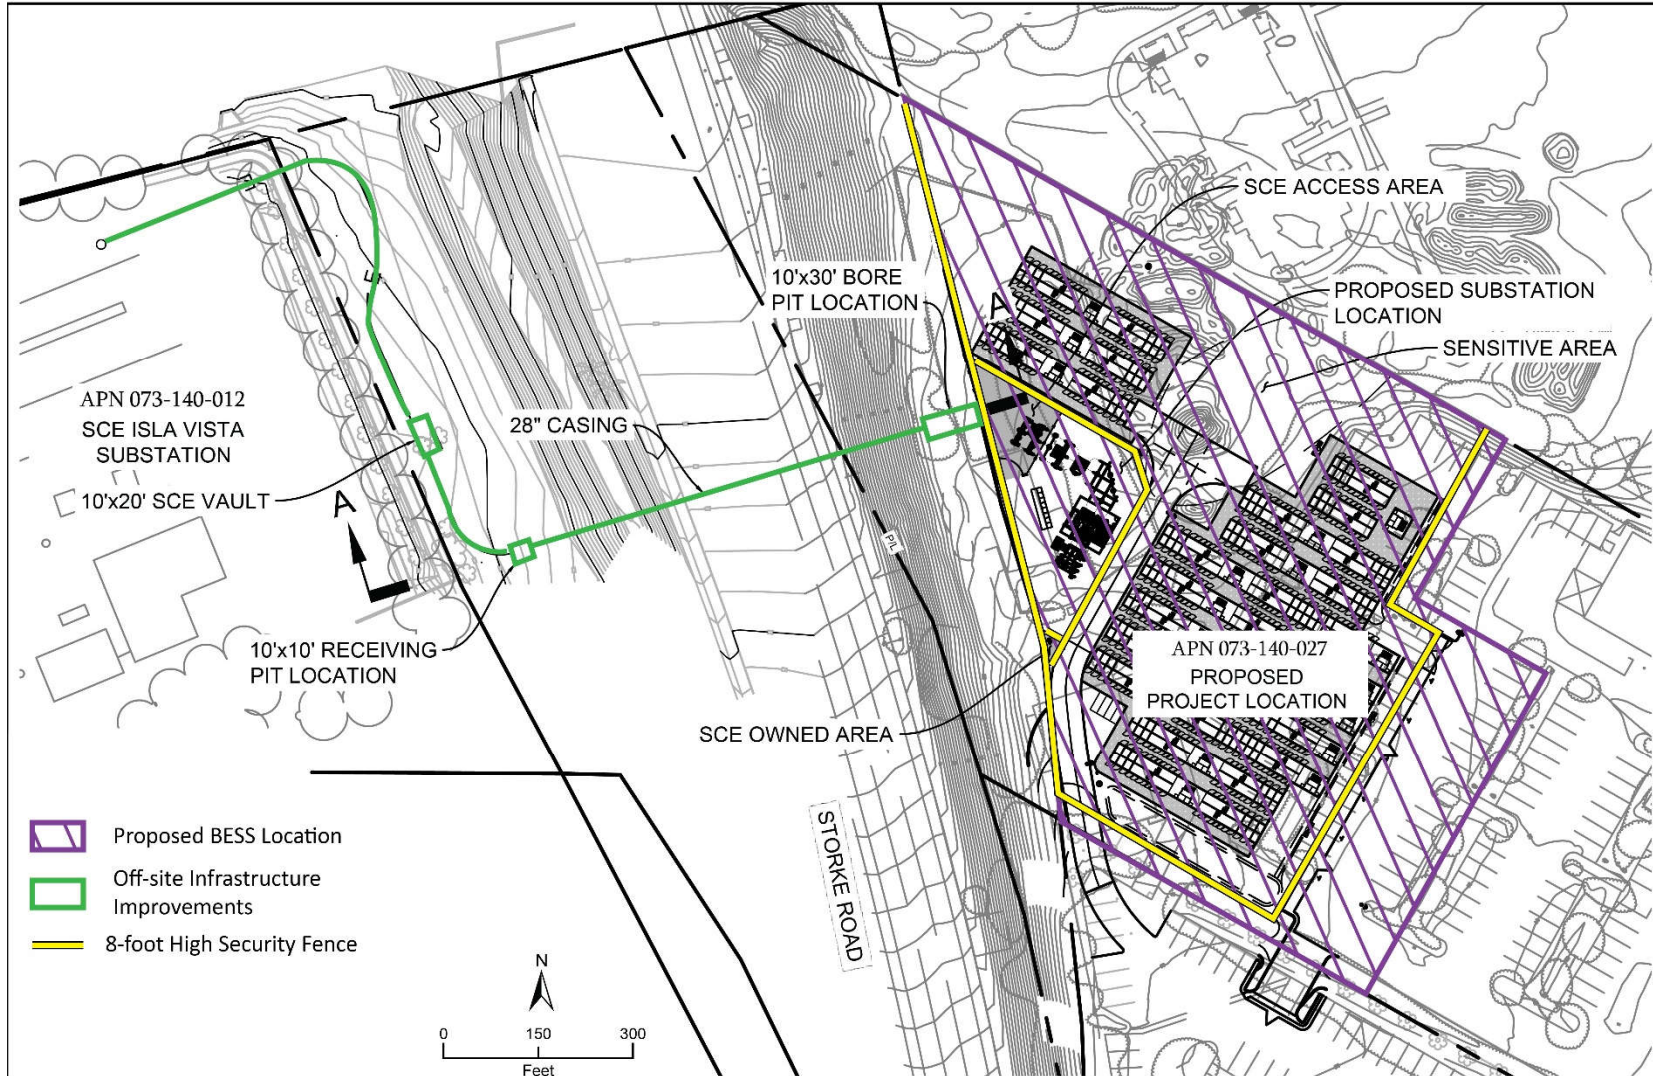 SCE ACCESS AREA
10'x30' BORE
PIT LOCATION
A
PROPOSED SUBSTATION
LOCATION
SENSITIVE AREA
APN 073-140-012
SCE ISLA VISTA
SUBSTATION
28" CASING
10'x20' SCE VAULT
A
P/L
10'x10' RECEIVING
PIT LOCATION
APN 073-140-027
PROPOSED
PROJECT LOCATION
SCE OWNED AREA
STORKE ROAD
Proposed BESS Location
Off-site Infrastructure
Improvements
8-foot High Security Fence
N
0 150 300
Feet